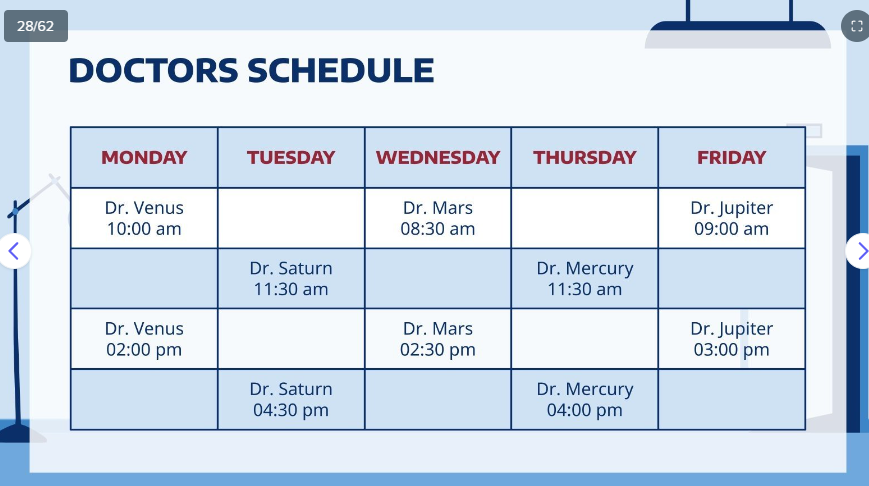 28/62
DOCTORS SCHEDULE
MONDAY TUESDAY WEDNESDAY THURSDAY FRIDAY
Dr. Venus Dr. Mars Dr. Jupiter
10:00 am 08:30 am 09:00 am
Dr. Saturn Dr. Mercury
11:30 am 11:30 am
Dr. Venus Dr. Mars Dr. Jupiter
02:00 pm 02:30 pm 03:00 pm
Dr. Saturn Dr. Mercury
04:30 pm 04:00 pm